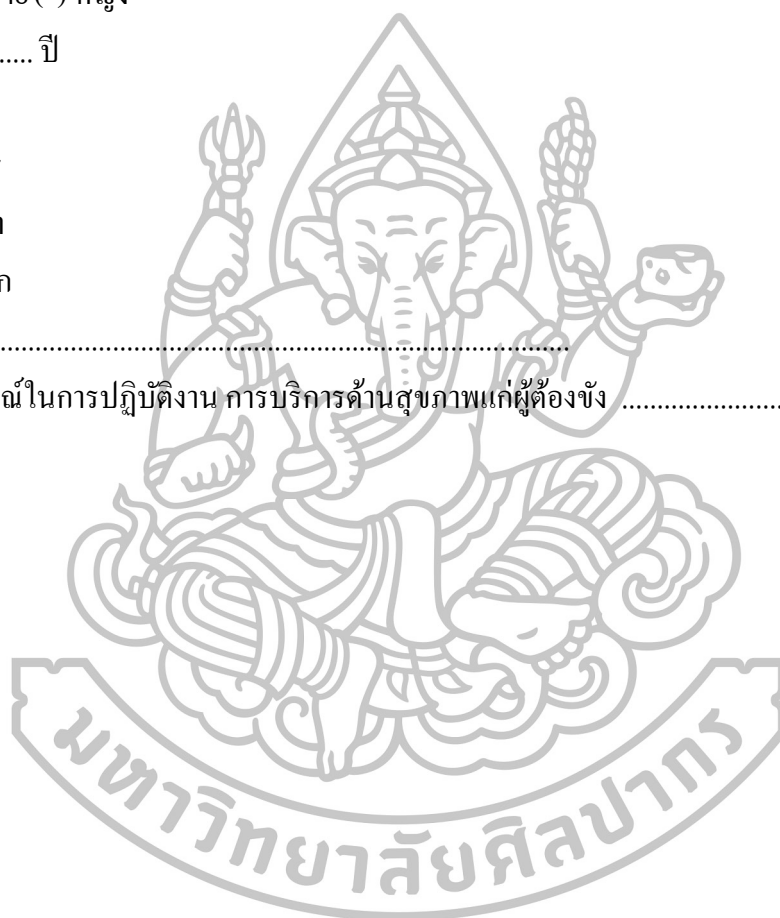 () หญิง
..... ปี
ก
.................................................................................
ณ์ในการปฏิบัติงาน การบริการด้านสุขภาพแก่ผู้ต้องขัง .......................
มหาวิทยาลัยศิลปากร